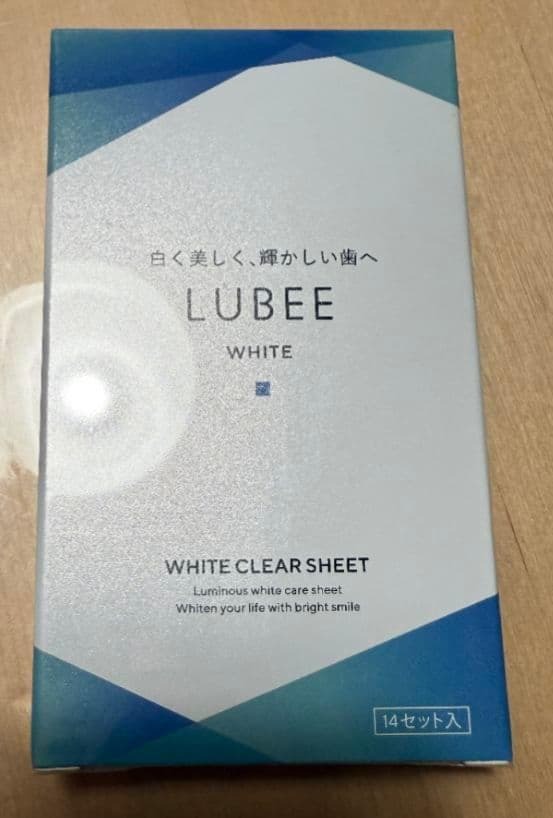 白く美しく、輝かしい歯へ
LUBEE
WHITE
WHITE CLEAR SHEET
Luminous white care sheet
Whiten your life with bright smile
14セット入